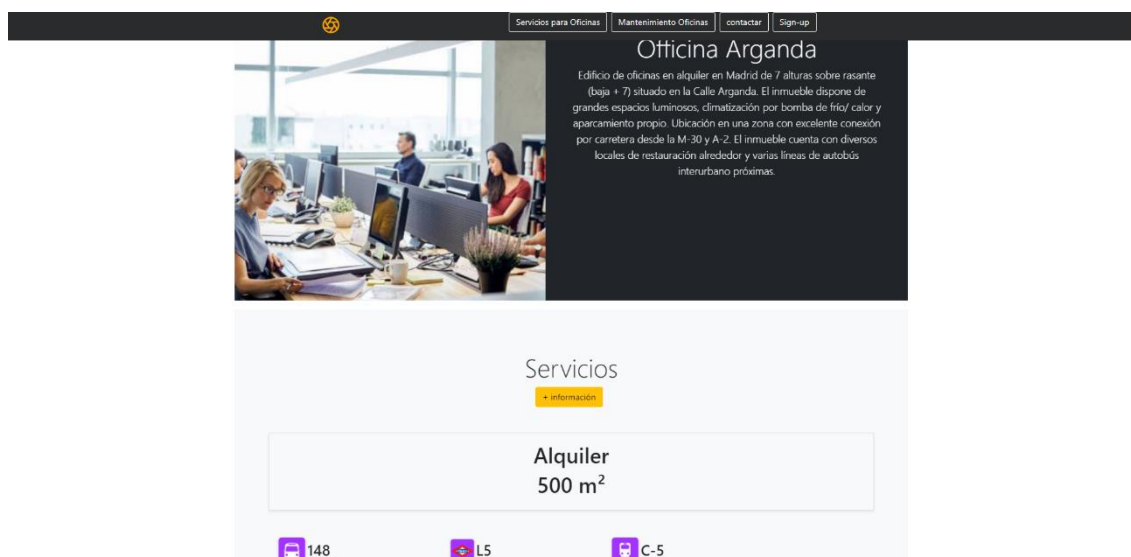 Servicios para Oficinas Mantenimiento Oficinas contactar Sign-up
Officina Arganda
Edificio de oficinas en alquiler en Madrid de 7 alturas sobre rasante
(baja + 7) situado en la Calle Arganda. El inmueble dispone de
grandes espacios luminosos, climatización por bomba de frío/ calor y
aparcamiento propio. Ubicación en una zona con excelente conexión
por carretera desde la M-30 y A-2. El inmueble cuenta con diversos
locales de restauración alrededor y varias líneas de autobús
interurbano próximas.
Servicios
+ información
Alquiler
500 m²
148 L5 C-5